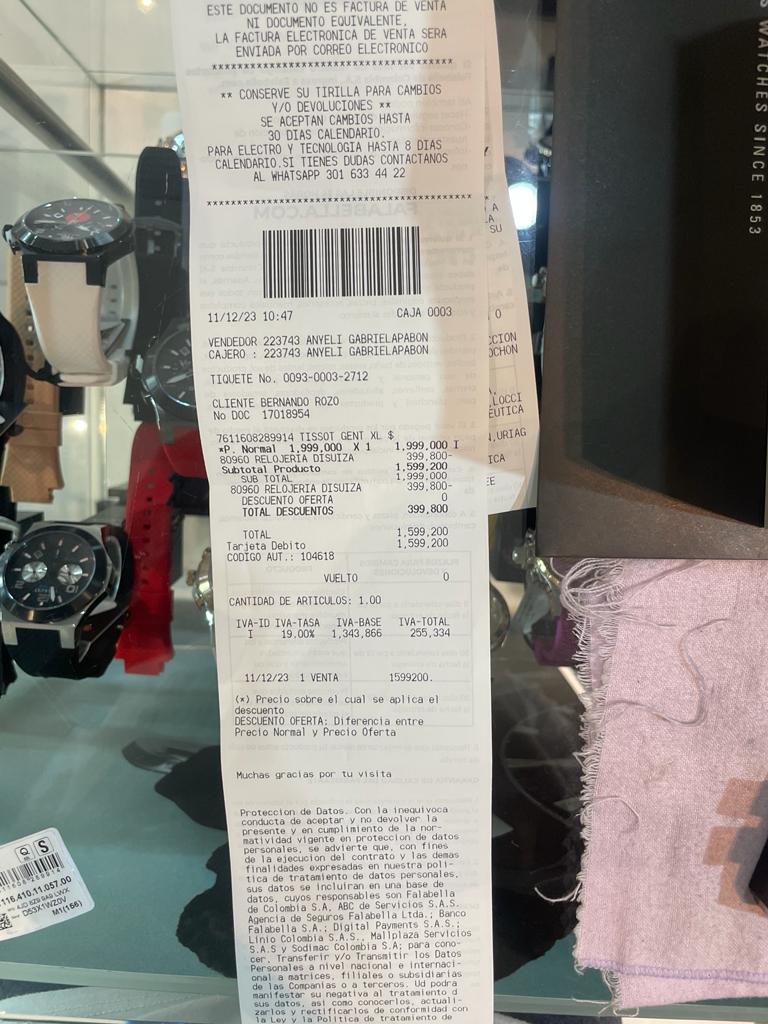 ESTE DOCUMENTO NO ES FACTURA DE VENTA
NI DOCUMENTO EQUIVALENTE,
LA FACTURA ELECTRONICA DE VENTA SERA
ENVIADA POR CORREO ELECTRONICO
** CONSERVE SU TIRILLA PARA CAMBIOS
Y/O DEVOLUCIONES **
SE ACEPTAN CAMBIOS HASTA
30 DIAS CALENDARIO.
PARA ELECTRO Y TECNOLOGIA HASTA 8 DIAS
CALENDARIO.SI TIENES DUDAS CONTACTANOS
AL WHATSAPP 301 633 44 22
11/12/23 10:47 CAJA 0003
VENDEDOR 223743 ANYELI GABRIELAPABON
CAJERO : 223743 ANYELI GABRIELAPABON
TIQUETE No. 0093-0003-2712
CLIENTE BERNANDO ROZO
No DOC 17018954
7611608289914 TISSOT GENT XL $
*P. Normal 1,999,000 X 1 1,999,000 I
80960 RELOJERIA DISUIZA 399,800-
Subtotal Producto 1,599,200
SUB TOTAL 1,999,000
80960 RELOJERIA DISUIZA 399,800-
DESCUENTO OFERTA 0
TOTAL DESCUENTOS 399,800
TOTAL 1,599,200
Tarjeta Debito 1,599,200
CODIGO AUT.: 104618
VUELTO 0
CANTIDAD DE ARTICULOS: 1.00
IVA-ID IVA-TASA IVA-BASE IVA-TOTAL
I 19.00% 1,343,866 255,334
11/12/23 1 VENTA 1599200.
(*) Precio sobre el cual se aplica el
descuento
DESCUENTO OFERTA: Diferencia entre
Precio Normal y Precio Oferta
Muchas gracias por tu visita
Proteccion de Datos. Con la inequivoca
conducta de aceptar y no devolver la
presente y en cumplimiento de la nor-
matividad vigente en proteccion de datos
personales, se advierte que, con fines
de la ejecucion del contrato y las demas
finalidades expresadas en nuestra poli-
tica de tratamiento de datos personales,
sus datos se incluiran en una base de
datos, cuyos responsables son Falabella
de Colombia S.A, ABC de Servicios S.A.S.
Agencia de Seguros Falabella Ltda.; Banco
Falabella S.A.; Digital Payments S.A.S.;
Linio Colombia S.A.S., Mallplaza Servicios
S.A.S y Sodimac Colombia S.A; para cono-
cer, Transferir y/o Transmitir los Datos
Personales a nivel nacional e internaci-
onal a matrices, filiales o subsidiarias
de las Companias o a terceros. Ud podra
manifestar su negativa al tratamiento d
sus datos, asi como conocerlos, actuali-
zarlos y rectificarlos de conformidad con
la Ley y la Politica de tratamiento de
S WATCHES SINCE 1853
S
116.410.11.057.00
D53X1WZ0V
M1(156)